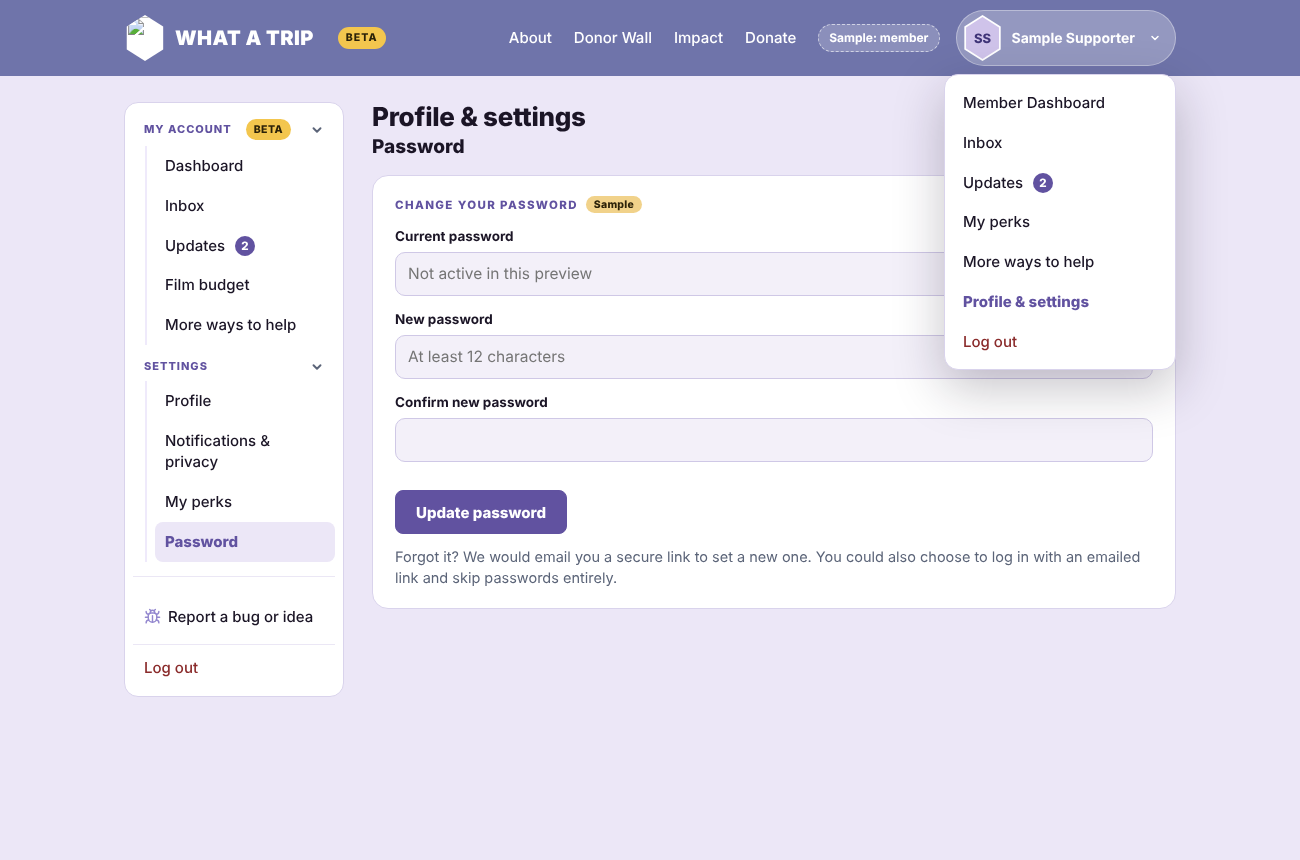 WHAT A TRIP BETA About Donor Wall Impact Donate Sample: member SS Sample Supporter
MY ACCOUNT BETA
Dashboard
Inbox
Updates 2
Film budget
More ways to help
SETTINGS
Profile
Notifications &
privacy
My perks
Password
Report a bug or idea
Log out
Profile & settings
Password
CHANGE YOUR PASSWORD Sample
Current password
Not active in this preview
New password
At least 12 characters
Confirm new password
Update password
Forgot it? We would email you a secure link to set a new one. You could also choose to log in with an emailed
link and skip passwords entirely.
Member Dashboard
Inbox
Updates 2
My perks
More ways to help
Profile & settings
Log out